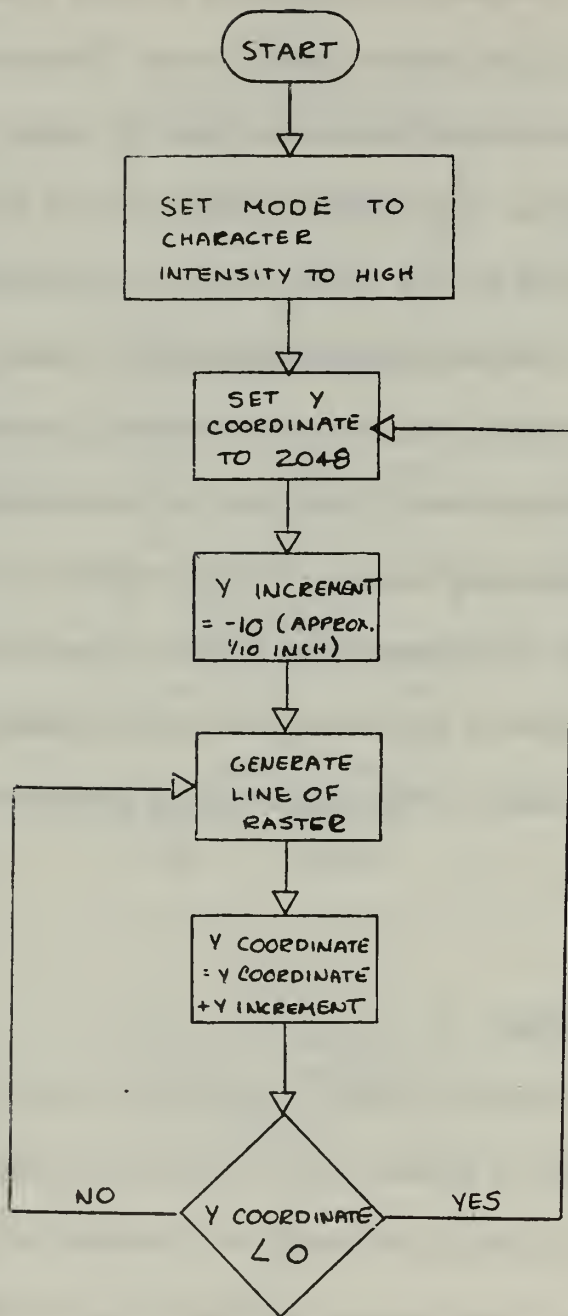 START
SET MODE TO
CHARACTER
INTENSITY TO HIGH
SET Y
COORDINATE
TO 2048
Y INCREMENT
= -10 (APPROX.
1/10 INCH)
GENERATE
LINE OF
RASTER
Y COORDINATE
= Y COORDINATE
+ Y INCREMENT
NO
Y COORDINATE
< 0
YES